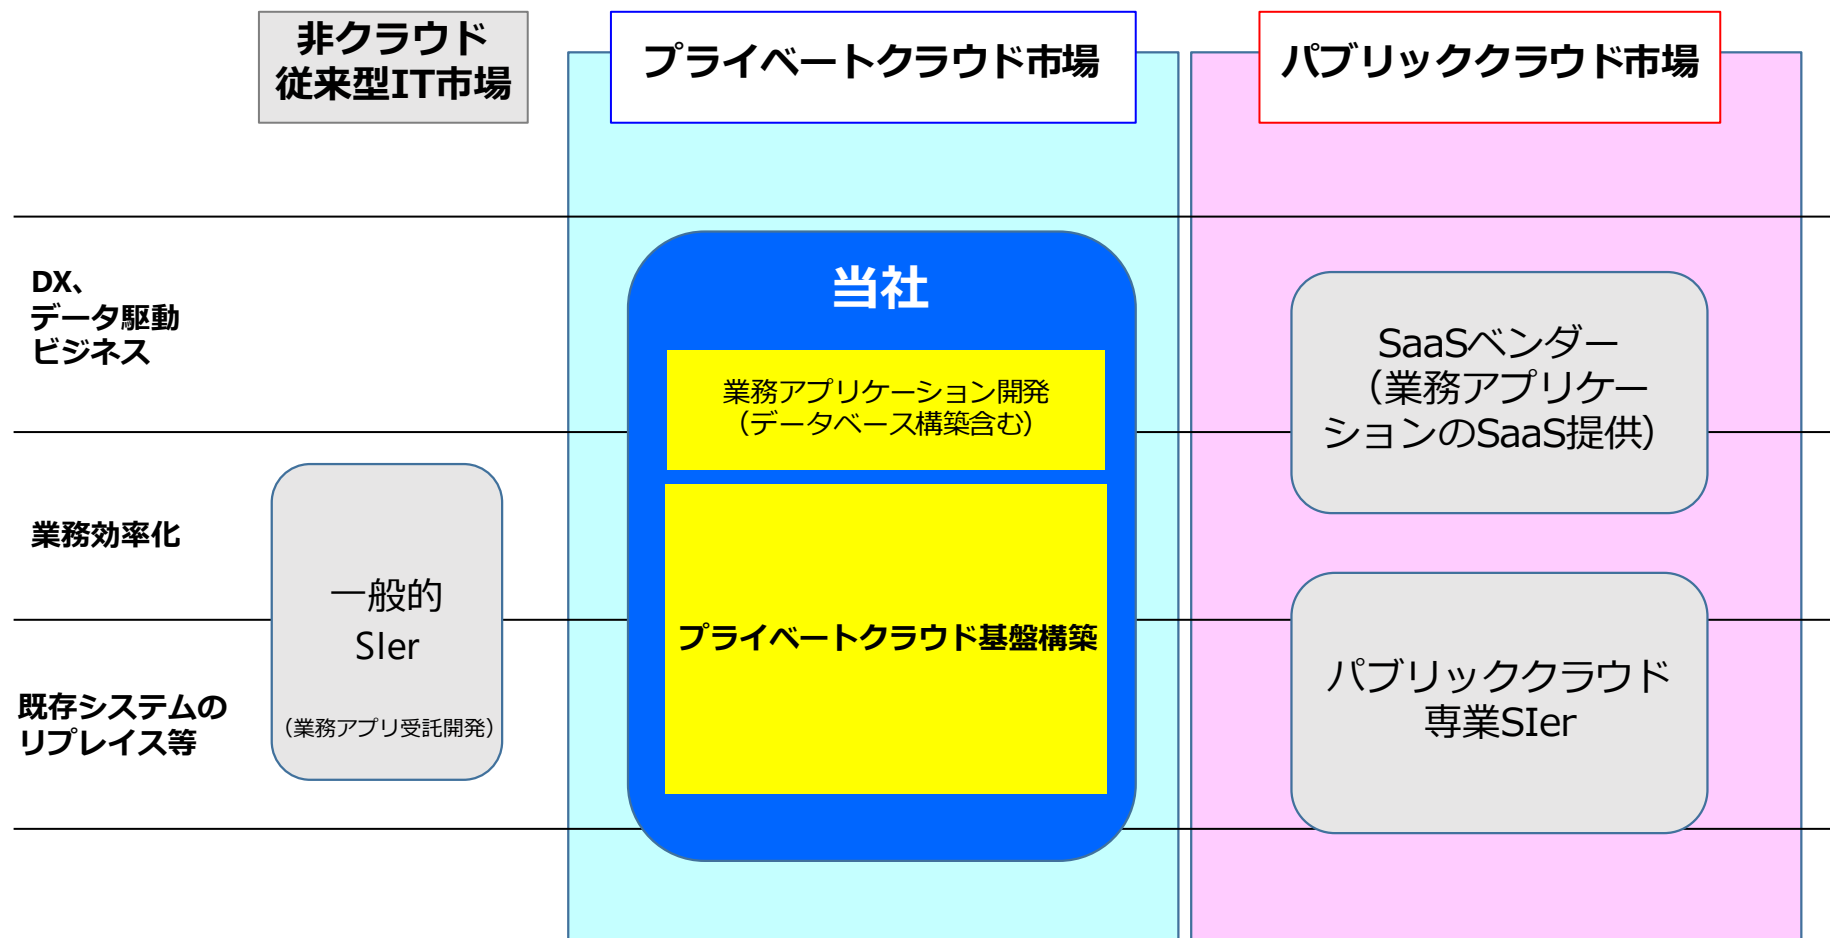 非クラウド
従来型IT市場
プライベートクラウド市場
パブリッククラウド市場
DX、
データ駆動
ビジネス
当社
業務アプリケーション開発
（データベース構築含む）
SaaSベンダー
（業務アプリケー
ションのSaaS提供）
業務効率化
一般的
SIer
（業務アプリ受託開発）
プライベートクラウド基盤構築
既存システムの
リプレイス等
パブリッククラウド
専業SIer